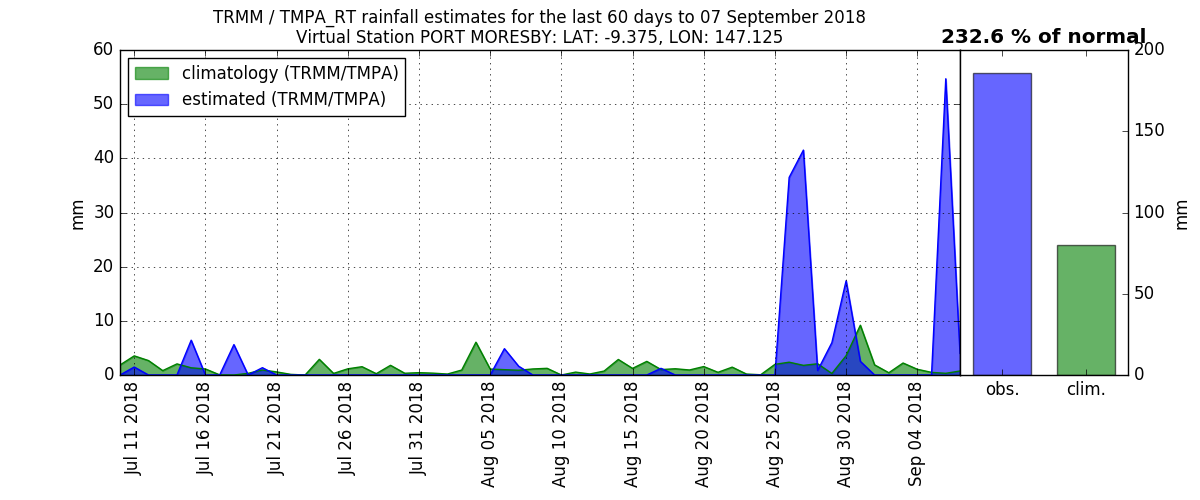 TRMM / TMPA_RT rainfall estimates for the last 60 days to 07 September 2018
Virtual Station PORT MORESBY: LAT: -9.375, LON: 147.125
232.6 % of normal
climatology (TRMM/TMPA)
estimated (TRMM/TMPA)
60
50
40
30
20
10
0
mm
200
150
100
50
0
mm
Jul 11 2018
Jul 16 2018
Jul 21 2018
Jul 26 2018
Jul 31 2018
Aug 05 2018
Aug 10 2018
Aug 15 2018
Aug 20 2018
Aug 25 2018
Aug 30 2018
Sep 04 2018
obs.
clim.